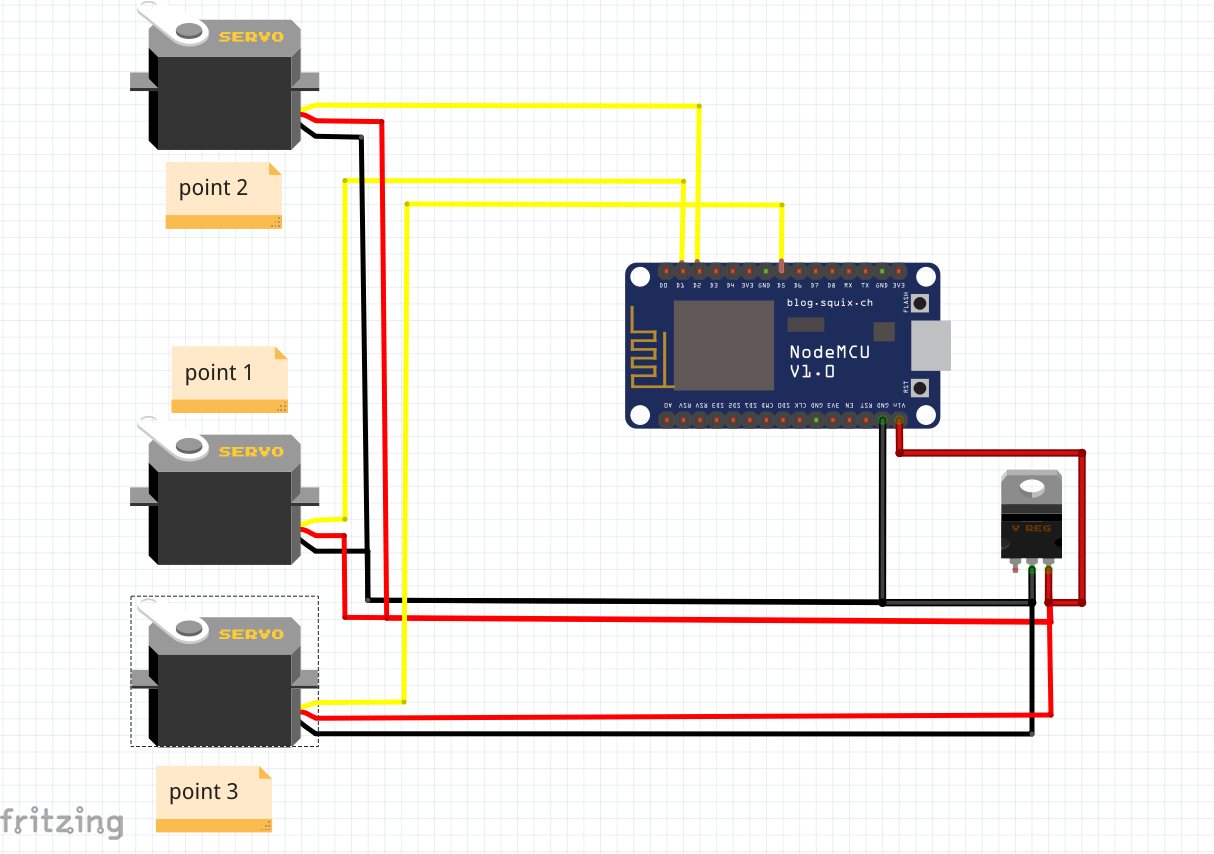 SERVO
point 2
point 1
SERVO
SERVO
point 3
D0 D1 D2 D3 D4 3V3 GND D5 D6 D7 D8 RX TX GND 3V3
blog.squix.ch
FLASH
NodeMCU
V1.0
RST
A0 RSV RSV SD3 SD2 SD1 CMD SD0 CLK GND 3V3 EN RST GND Vin
V REG
fritzing